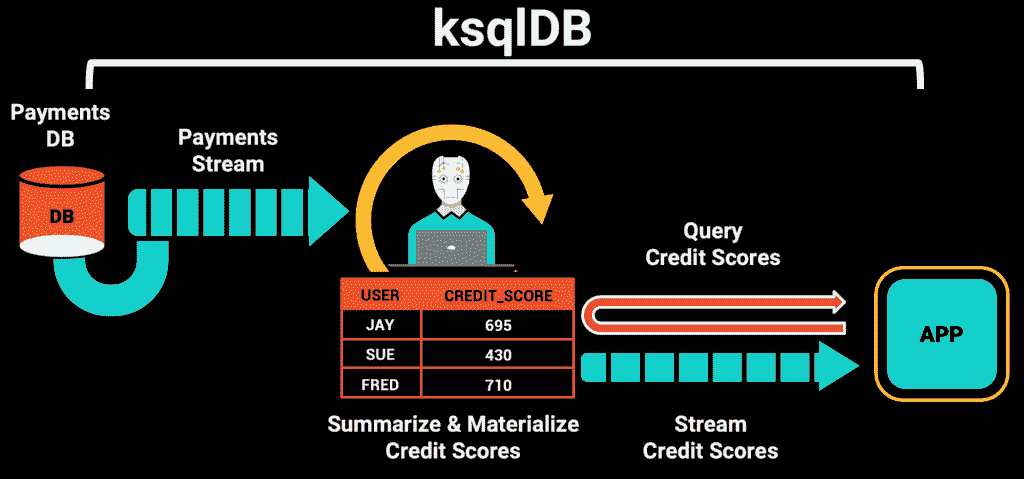 ksqlDB
Payments
DB
DB
Payments
Stream
USER CREDIT_SCORE
JAY 695
SUE 430
FRED 710
Summarize & Materialize
Credit Scores
Query
Credit Scores
Stream
Credit Scores
APP